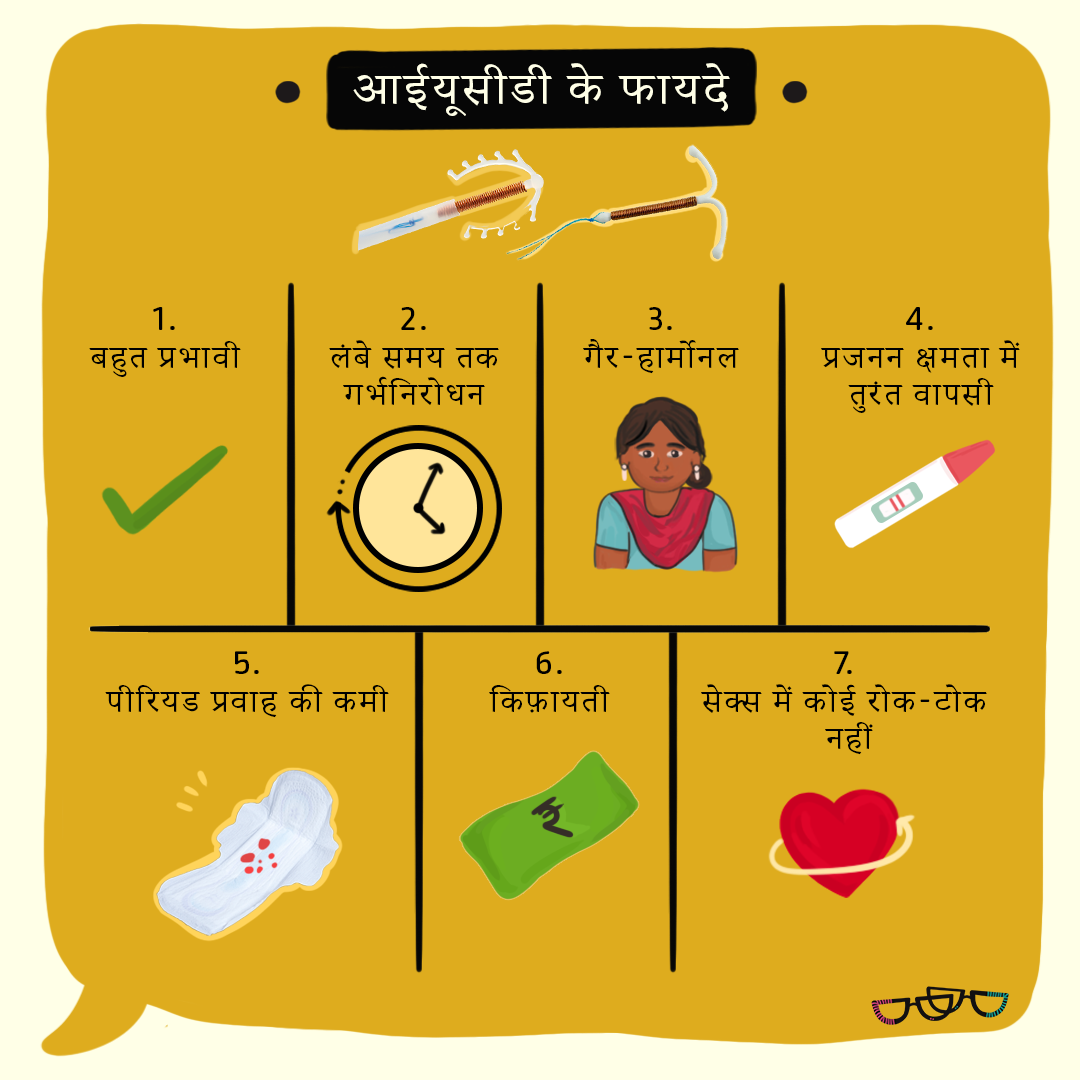 आईयूसीडी के फायदे
1.
बहुत प्रभावी
2.
लंबे समय तक
गर्भनिरोधन
3.
गैर-हार्मोनल
4.
प्रजनन क्षमता में
तुरंत वापसी
5.
पीरियड प्रवाह की कमी
6.
किफ़ायती
₹
7.
सेक्स में कोई रोक-टोक
नहीं